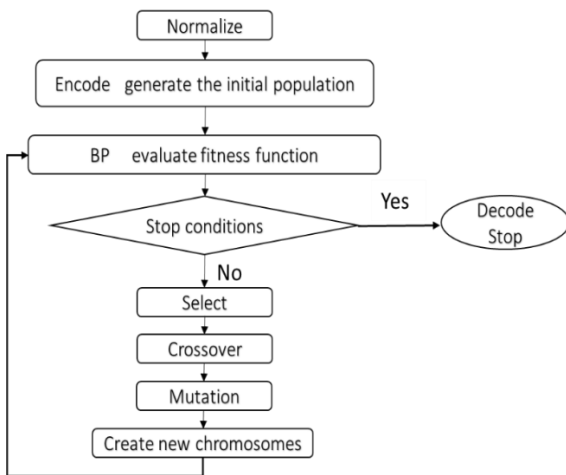 Normalize
Encode generate the initial population
BP evaluate fitness function
Stop conditions
Yes
Decode
Stop
No
Select
Crossover
Mutation
Create new chromosomes